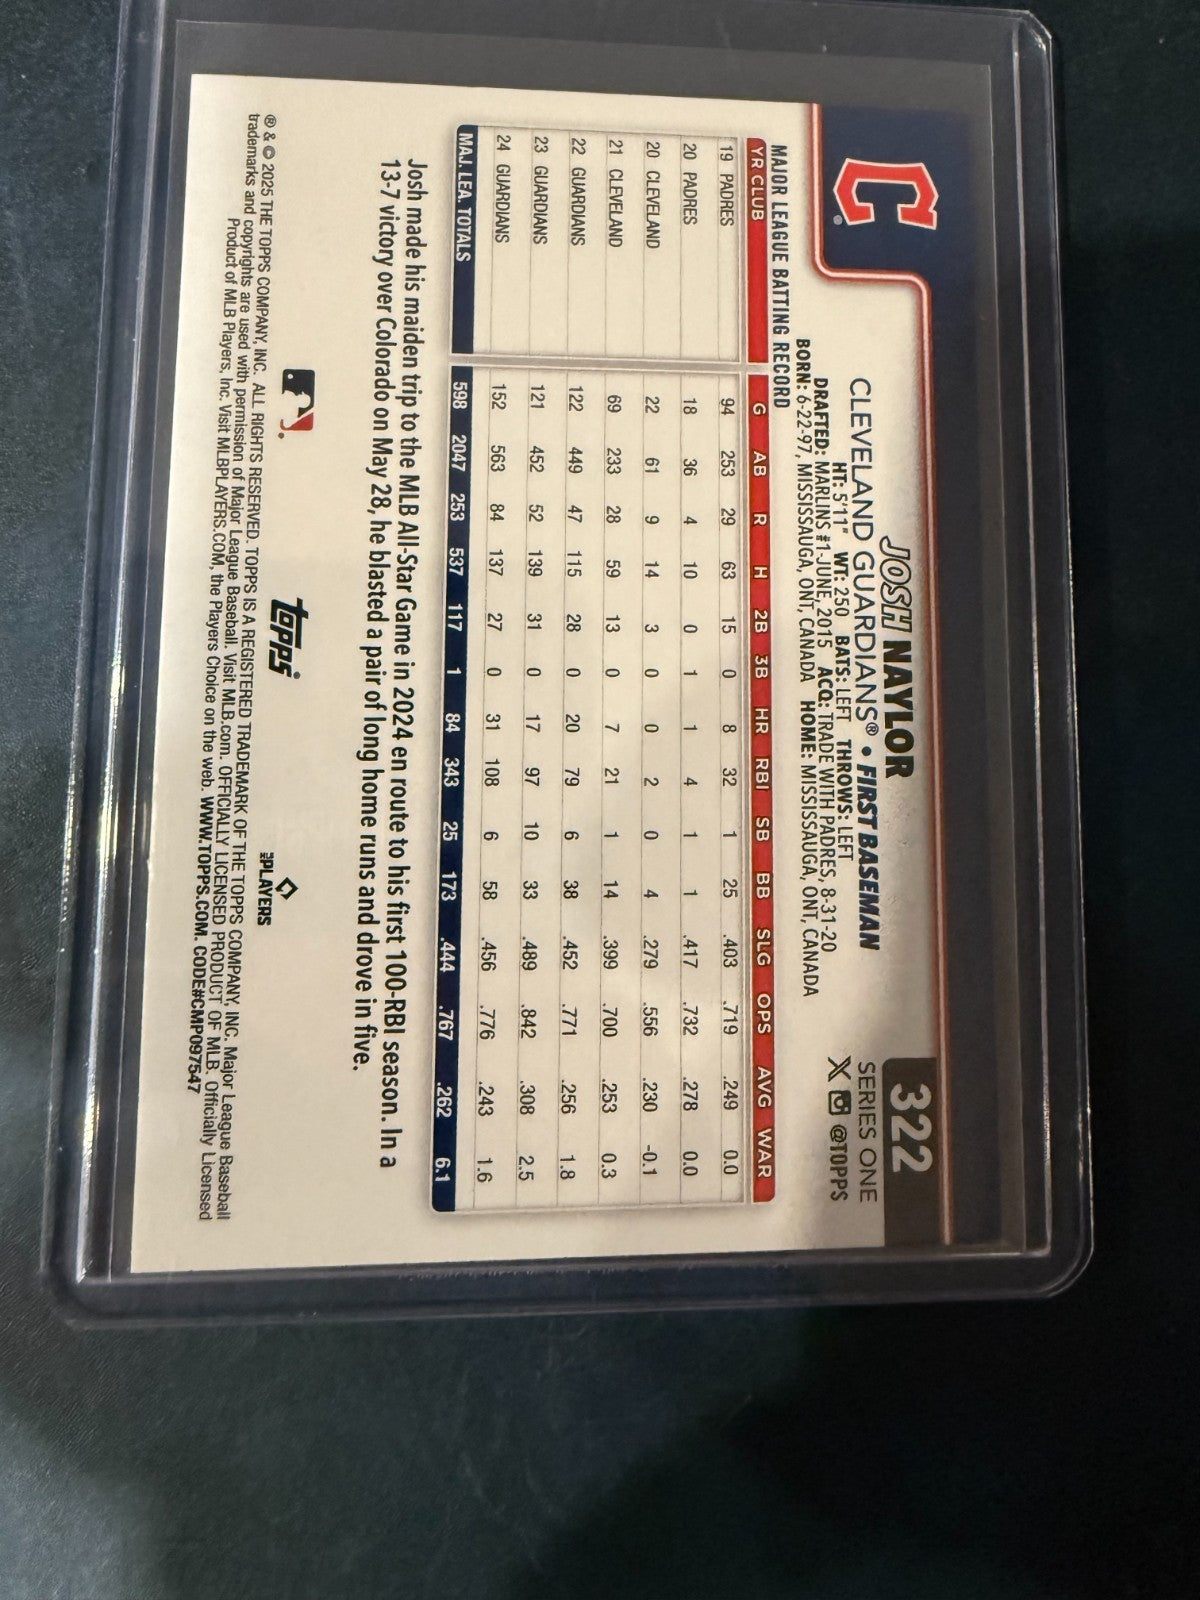 C
322
SERIES ONE
X @TOPPS
JOSH NAYLOR
CLEVELAND GUARDIANS® • FIRST BASEMAN
HT: 5'11" WT: 250 BATS: LEFT THROWS: LEFT
DRAFTED: MARLINS #1-JUNE, 2015 ACQ: TRADE WITH PADRES, 8-31-20
BORN: 6-22-97, MISSISSAUGA, ONT, CANADA HOME: MISSISSAUGA, ONT, CANADA
MAJOR LEAGUE BATTING RECORD
YR CLUB G AB R H 2B 3B HR RBI SB BB SLG OPS AVG WAR
19 PADRES 94 253 29 63 15 0 8 32 1 25 .403 .719 .249 0.0
20 PADRES 18 36 4 10 0 1 1 4 1 1 .417 .732 .278 0.0
20 CLEVELAND 22 61 9 14 3 0 0 2 0 4 .279 .556 .230 -0.1
21 CLEVELAND 69 233 28 59 13 0 7 21 1 14 .399 .700 .253 0.3
22 GUARDIANS 122 449 47 115 28 0 20 79 6 38 .452 .771 .256 1.8
23 GUARDIANS 121 452 52 139 31 0 17 97 10 33 .489 .842 .308 2.5
24 GUARDIANS 152 563 84 137 27 0 31 108 6 58 .456 .776 .243 1.6
MAJ. LEA. TOTALS 598 2047 253 537 117 1 84 343 25 173 .444 .767 .262 6.1
Josh made his maiden trip to the MLB All-Star Game in 2024 en route to his first 100-RBI season. In a
13-7 victory over Colorado on May 28, he blasted a pair of long home runs and drove in five.
topps®
PLAYERS
® & © 2025 THE TOPPS COMPANY, INC. ALL RIGHTS RESERVED. TOPPS IS A REGISTERED TRADEMARK OF THE TOPPS COMPANY, INC. Major League Baseball
trademarks and copyrights are used with permission of Major League Baseball. Visit MLB.com. OFFICIALLY LICENSED PRODUCT OF MLB. Officially Licensed
Product of MLB Players, Inc. Visit MLBPLAYERS.COM, the Players Choice on the web. WWW.TOPPS.COM. CODE#CMP097547